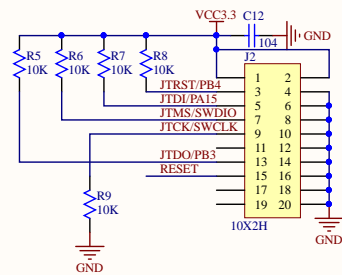 VCC3.3 C12
GND
104
R5 R6 R7 R8
10K 10K 10K 10K
J2
1 2
JTRST/PB4 3 4
JTDI/PA15 5 6
JTMS/SWDIO 7 8
JTCK/SWCLK 9 10
11 12
JTDO/PB3 13 14
RESET 15 16
17 18
R9
10K
19 20
10X2H
GND GND